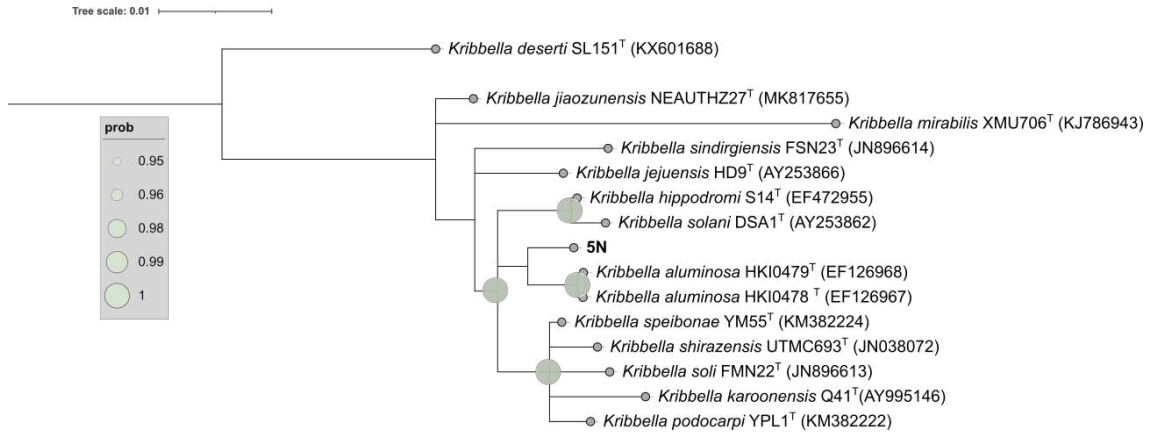 Tree scale: 0.01
Kribbella deserti SL151ᵀ (KX601688)
Kribbella jiaozunensis NEAUTHZ27ᵀ (MK817655)
Kribbella mirabilis XMU706ᵀ (KJ786943)
prob
0.95
0.96
0.98
0.99
1
Kribbella sindirgiensis FSN23ᵀ (JN896614)
Kribbella jejuensis HD9ᵀ (AY253866)
Kribbella hippodromi S14ᵀ (EF472955)
Kribbella solani DSA1ᵀ (AY253862)
5N
Kribbella aluminosa HKI0479ᵀ (EF126968)
Kribbella aluminosa HKI0478 ᵀ (EF126967)
Kribbella speibonae YM55ᵀ (KM382224)
Kribbella shirazensis UTMC693ᵀ (JN038072)
Kribbella soli FMN22ᵀ (JN896613)
Kribbella karoonensis Q41ᵀ(AY995146)
Kribbella podocarpi YPL1ᵀ (KM382222)